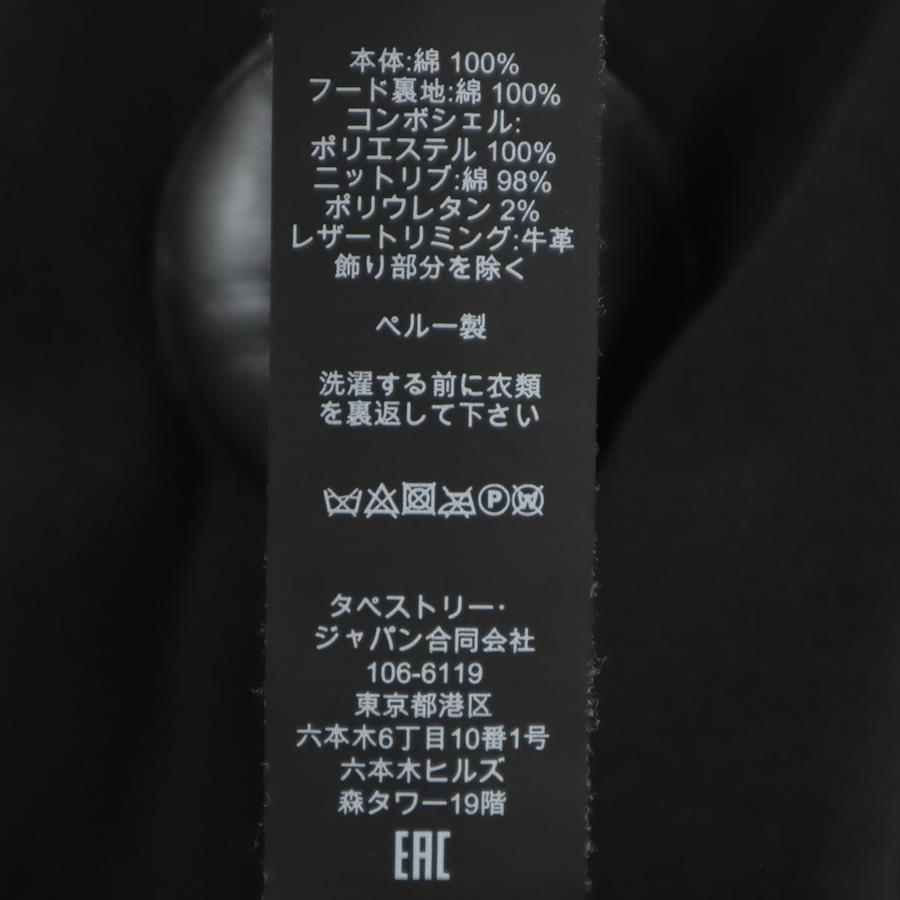 本体:綿 100%
フード裏地:綿 100%
コンボシェル:
ポリエステル 100%
ニットリブ:綿 98%
ポリウレタン 2%
レザートリミング:牛革
飾り部分を除く
ペルー製
洗濯する前に衣類
を裏返して下さい
P W
タペストリー・
ジャパン合同会社
106-6119
東京都港区
六本木6丁目10番1号
六本木ヒルズ
森タワー19階
EAC